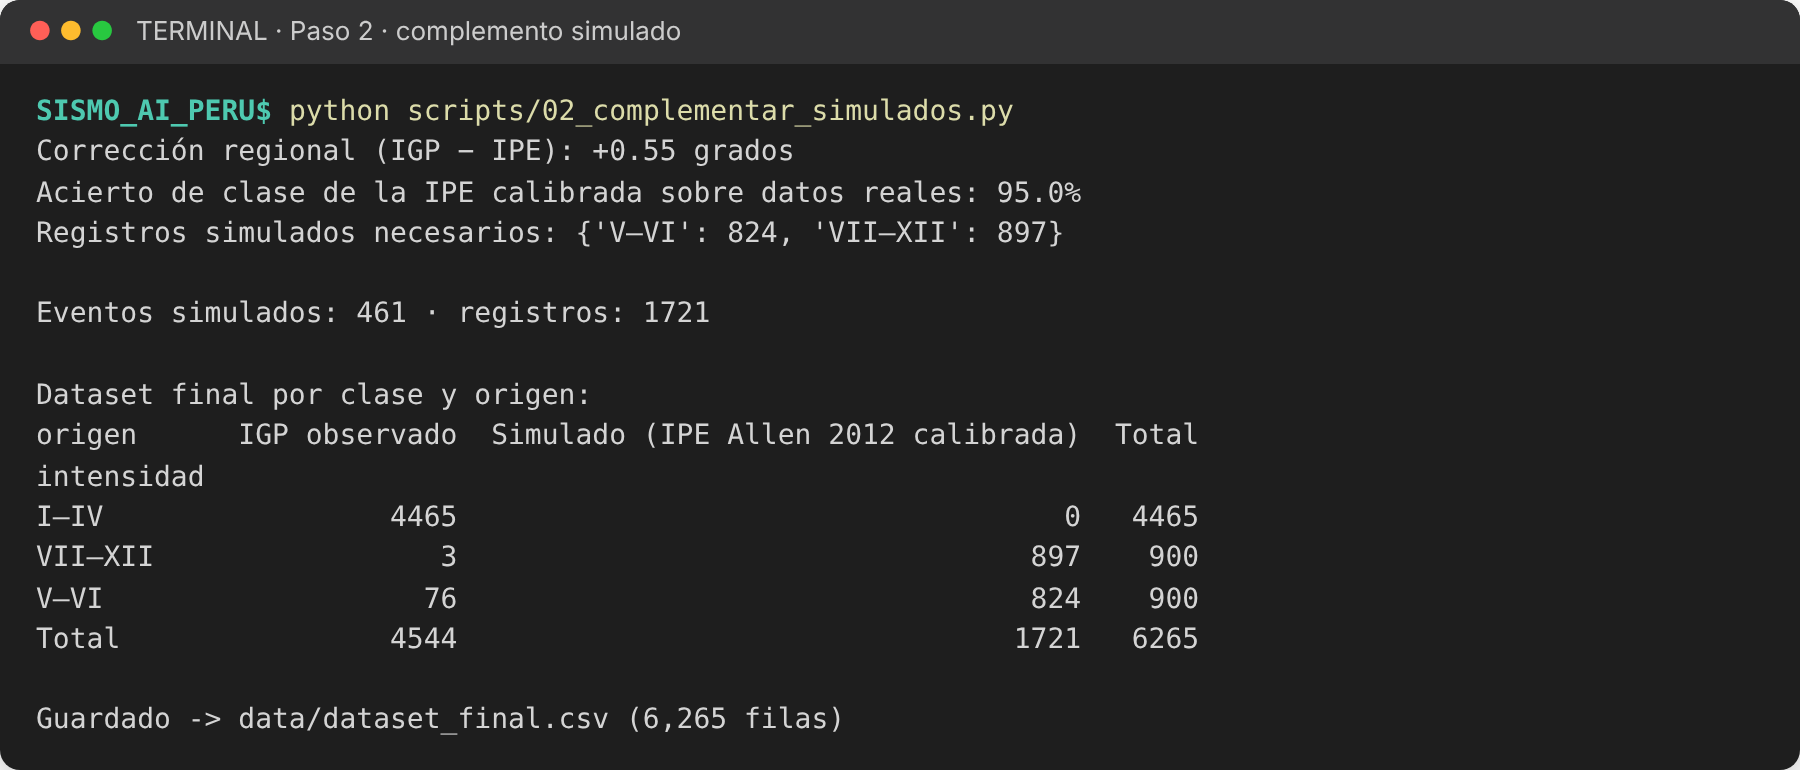 TERMINAL · Paso 2 · complemento simulado
SISMO_AI_PERU$ python scripts/02_complementar_simulados.py
Corrección regional (IGP − IPE): +0.55 grados
Acierto de clase de la IPE calibrada sobre datos reales: 95.0%
Registros simulados necesarios: {'V–VI': 824, 'VII–XII': 897}
Eventos simulados: 461 · registros: 1721
Dataset final por clase y origen:
origen      IGP observado  Simulado (IPE Allen 2012 calibrada)  Total
intensidad
I–IV                 4465                                    0   4465
VII–XII                 3                                  897    900
V–VI                   76                                  824    900
Total                4544                                 1721   6265
Guardado -> data/dataset_final.csv (6,265 filas)